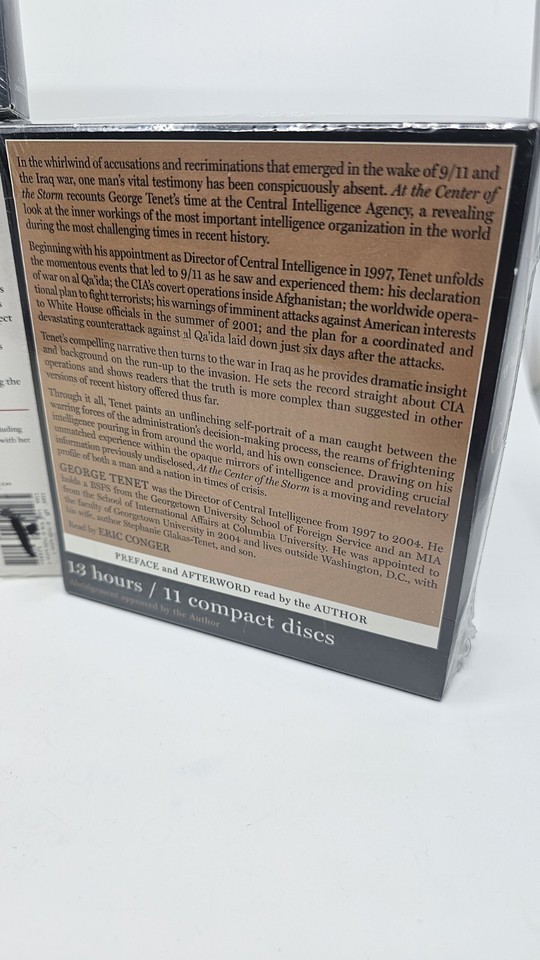 In the whirlwind of accusations and recriminations that emerged in the wake of 9/11 and
the Iraq war, one man's vital testimony has been conspicuously absent. At the Center of
the Storm recounts George Tenet's time at the Central Intelligence Agency, a revealing
look at the inner workings of the most important intelligence organization in the world
during the most challenging times in recent history.
Beginning with his appointment as Director of Central Intelligence in 1997, Tenet unfolds
the momentous events that led to 9/11 as he saw and experienced them: his declaration
of war on al Qa'ida; the CIA's covert operations inside Afghanistan; the worldwide opera-
tional plan to fight terrorists; his warnings of imminent attacks against American interests
to White House officials in the summer of 2001; and the plan for a coordinated and
devastating counterattack against al Qa'ida laid down just six days after the attacks.
Tenet's compelling narrative then turns to the war in Iraq as he provides dramatic insight
and background on the run-up to the invasion. He sets the record straight about CIA
operations and shows readers that the truth is more complex than suggested in other
versions of recent history offered thus far.
Through it all, Tenet paints an unflinching self-portrait of a man caught between the
warring forces of the administration's decision-making process, the reams of frightening
intelligence pouring in from around the world, and his own conscience. Drawing on his
unmatched experience within the opaque mirrors of intelligence and providing crucial
information previously undisclosed, At the Center of the Storm is a moving and revelatory
profile of both a man and a nation in times of crisis.
GEORGE TENET was the Director of Central Intelligence from 1997 to 2004. He
holds a BSFS from the Georgetown University School of Foreign Service and an MIA
from the School of International Affairs at Columbia University. He was appointed to
the faculty of Georgetown University in 2004 and lives outside Washington, D.C., with
his wife, author Stephanie Glakas-Tenet, and son.
Read by ERIC CONGER
PREFACE and AFTERWORD read by the AUTHOR
13 hours / 11 compact discs
Abridgement approved by the Author
ect
g the
with her